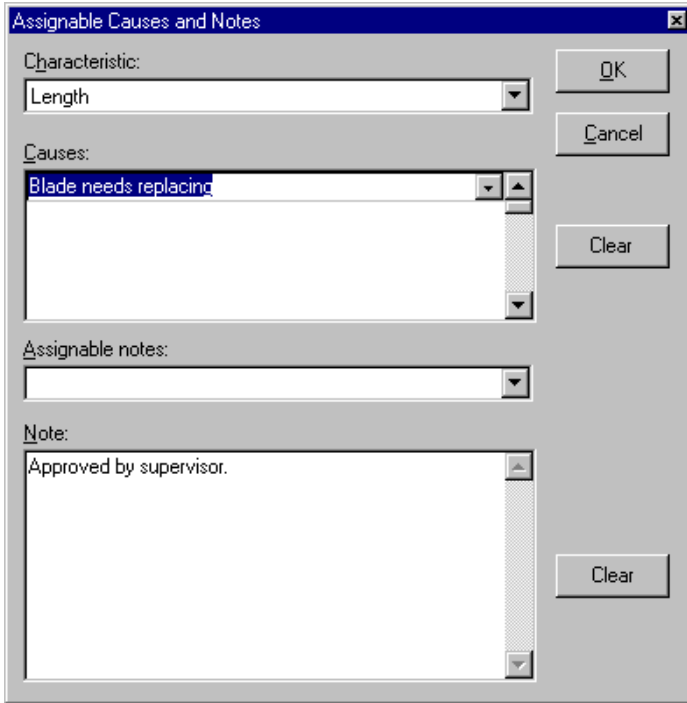 Assignable Causes and Notes
Characteristic:
OK
Length
Cancel
Causes:
Blade needs replacing
Clear
Assignable notes:
Note:
Approved by supervisor.
Clear